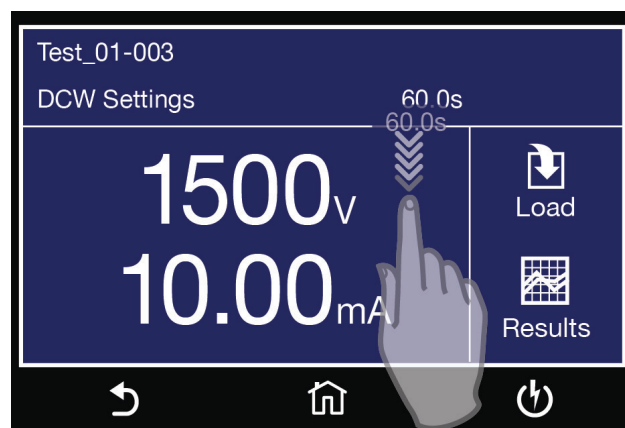 Test_01-003
DCW Settings 60.0s
60.0s
1500V
Load
10.00mA
Results